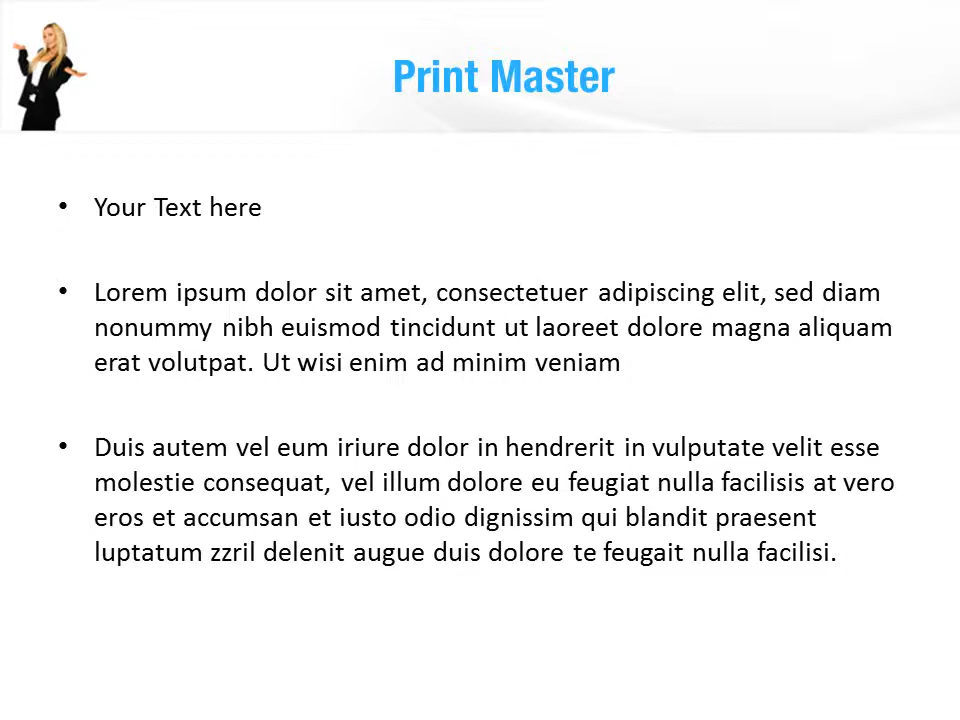 Print Master
• Your Text here
• Lorem ipsum dolor sit amet, consectetuer adipiscing elit, sed diam
nonummy nibh euismod tincidunt ut laoreet dolore magna aliquam
erat volutpat. Ut wisi enim ad minim veniam
• Duis autem vel eum iriure dolor in hendrerit in vulputate velit esse
molestie consequat, vel illum dolore eu feugiat nulla facilisis at vero
eros et accumsan et iusto odio dignissim qui blandit praesent
luptatum zzril delenit augue duis dolore te feugait nulla facilisi.